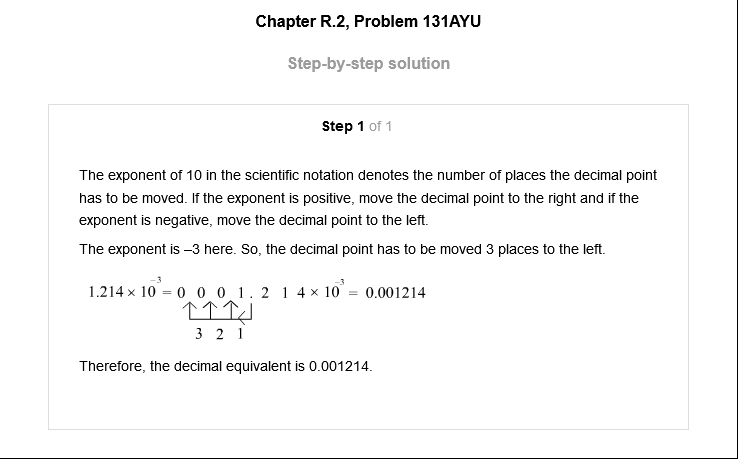 Chapter R.2, Problem 131AYU
Step-by-step solution
Step 1 of 1
The exponent of 10 in the scientific notation denotes the number of places the decimal point
has to be moved. If the exponent is positive, move the decimal point to the right and if the
exponent is negative, move the decimal point to the left.
The exponent is –3 here. So, the decimal point has to be moved 3 places to the left.
1.214 × 10⁻³ = 0 0 0 1 . 2 1 4 × 10⁻³ = 0.001214
3 2 1
Therefore, the decimal equivalent is 0.001214.